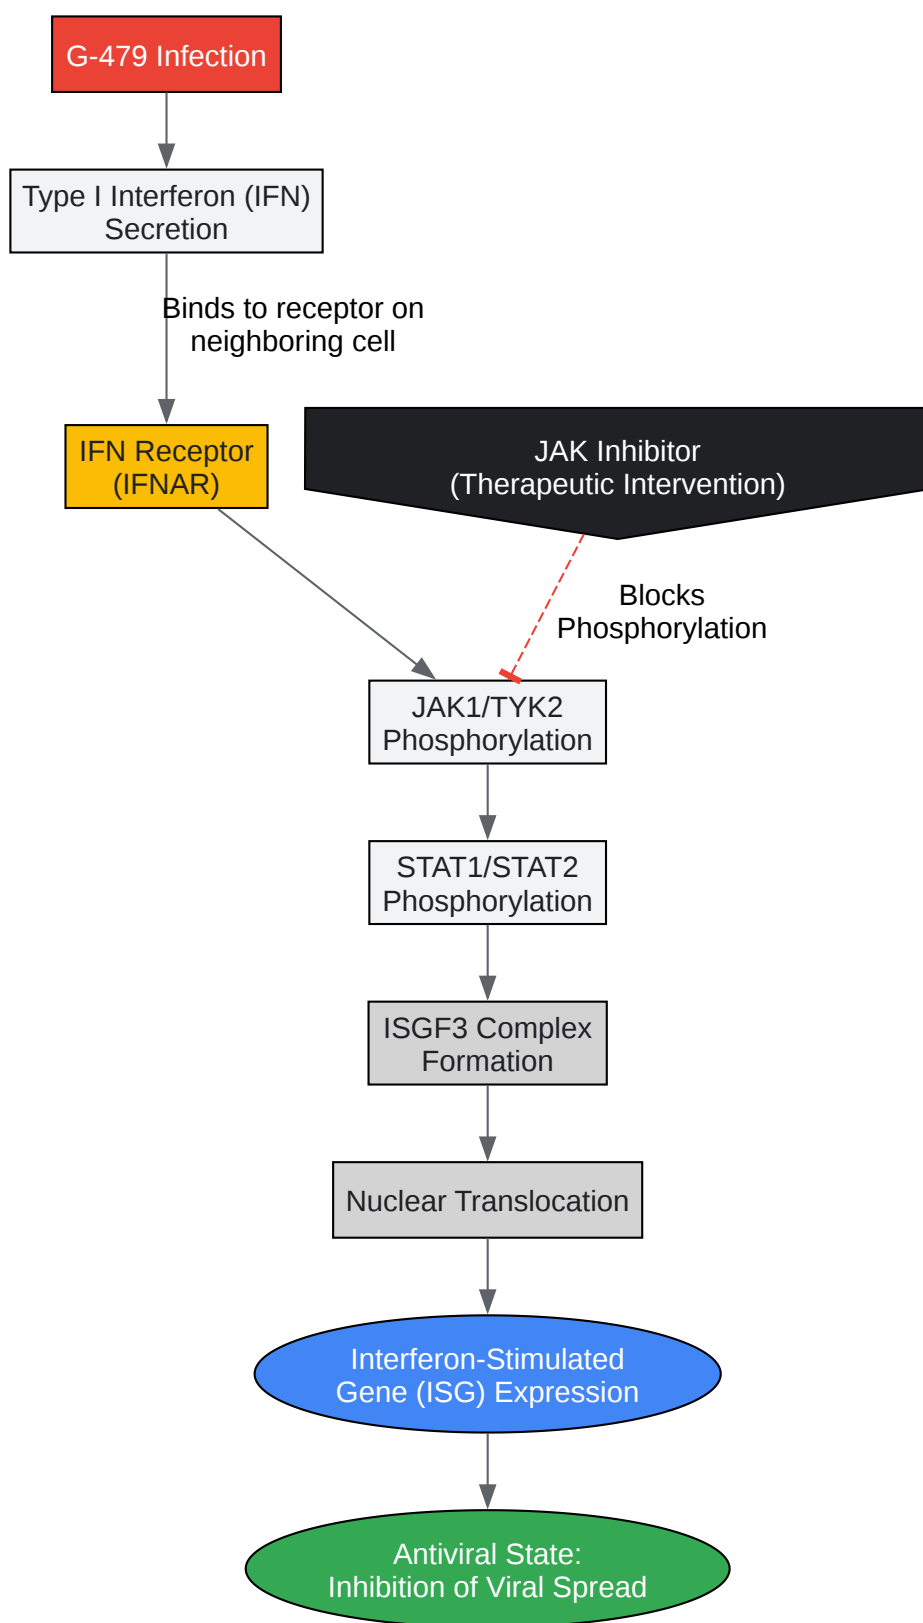 G-479 Infection
Type I Interferon (IFN)
Secretion
Binds to receptor on
neighboring cell
IFN Receptor
(IFNAR)
JAK Inhibitor
(Therapeutic Intervention)
Blocks
Phosphorylation
JAK1/TYK2
Phosphorylation
STAT1/STAT2
Phosphorylation
ISGF3 Complex
Formation
Nuclear Translocation
Interferon-Stimulated
Gene (ISG) Expression
Antiviral State:
Inhibition of Viral Spread